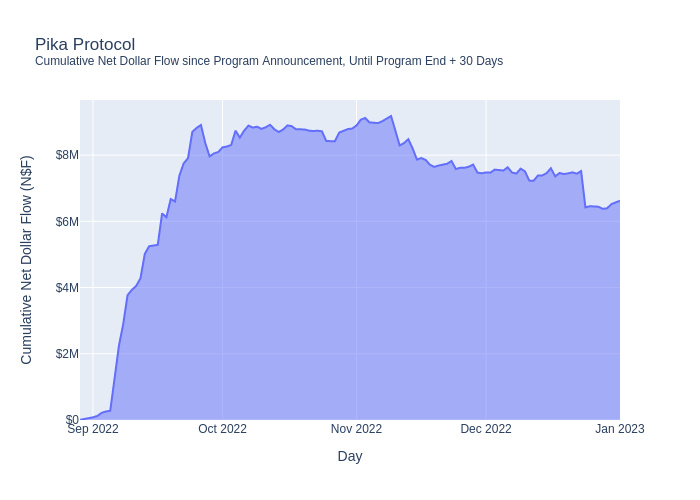 Pika Protocol
Cumulative Net Dollar Flow since Program Announcement, Until Program End + 30 Days
Cumulative Net Dollar Flow (N$F)
$8M
$6M
$4M
$2M
$0
Sep 2022 Oct 2022 Nov 2022 Dec 2022 Jan 2023
Day